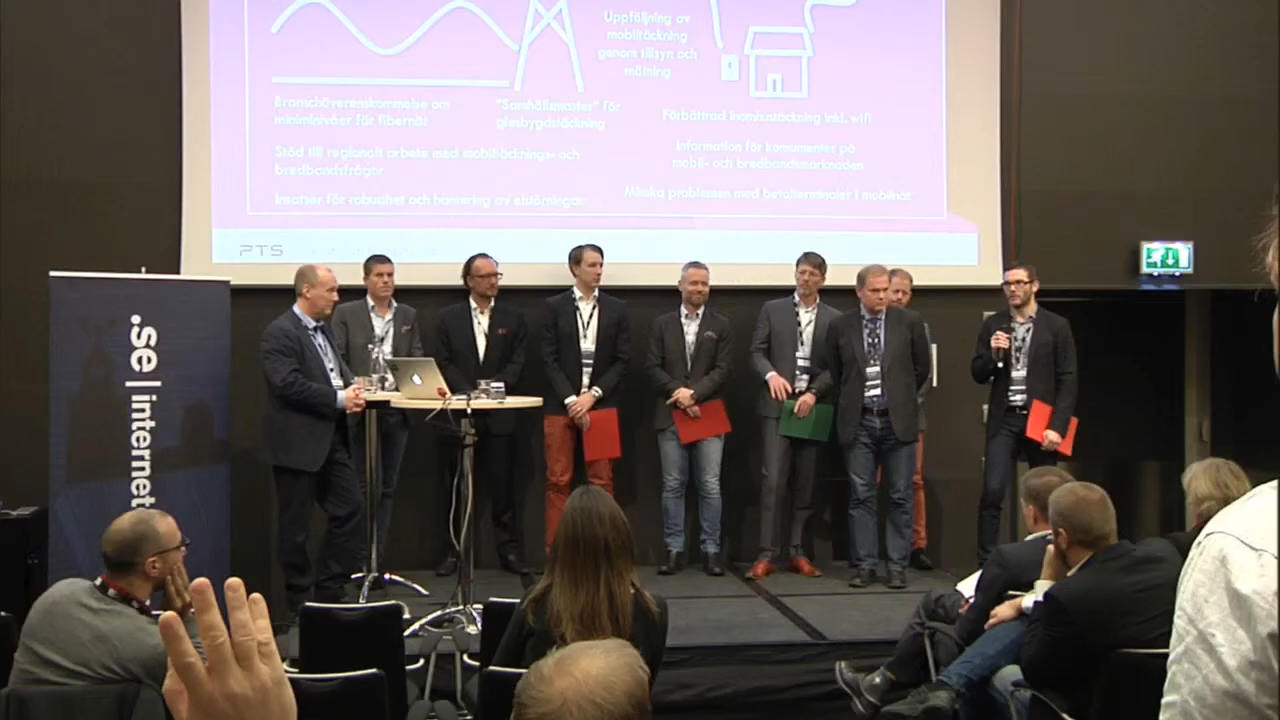 Uppföljning av
mobiltäckning
genom tillsyn och
mätning
Branschöverenskommelse om
miniminivåer för fibernät
"Samhällsmaster" för
glesbygdstäckning
Förbättrad inomhustäckning inkl. wifi
Stöd till regionalt arbete med mobiltäcknings- och
bredbandsfrågor
Information för konsumenter på
mobil- och bredbandsmarknaden
Insatser för robusthet och hantering av elstörningar
Minska problemen med betalterminaler i mobilnät
PTS
.se | internet